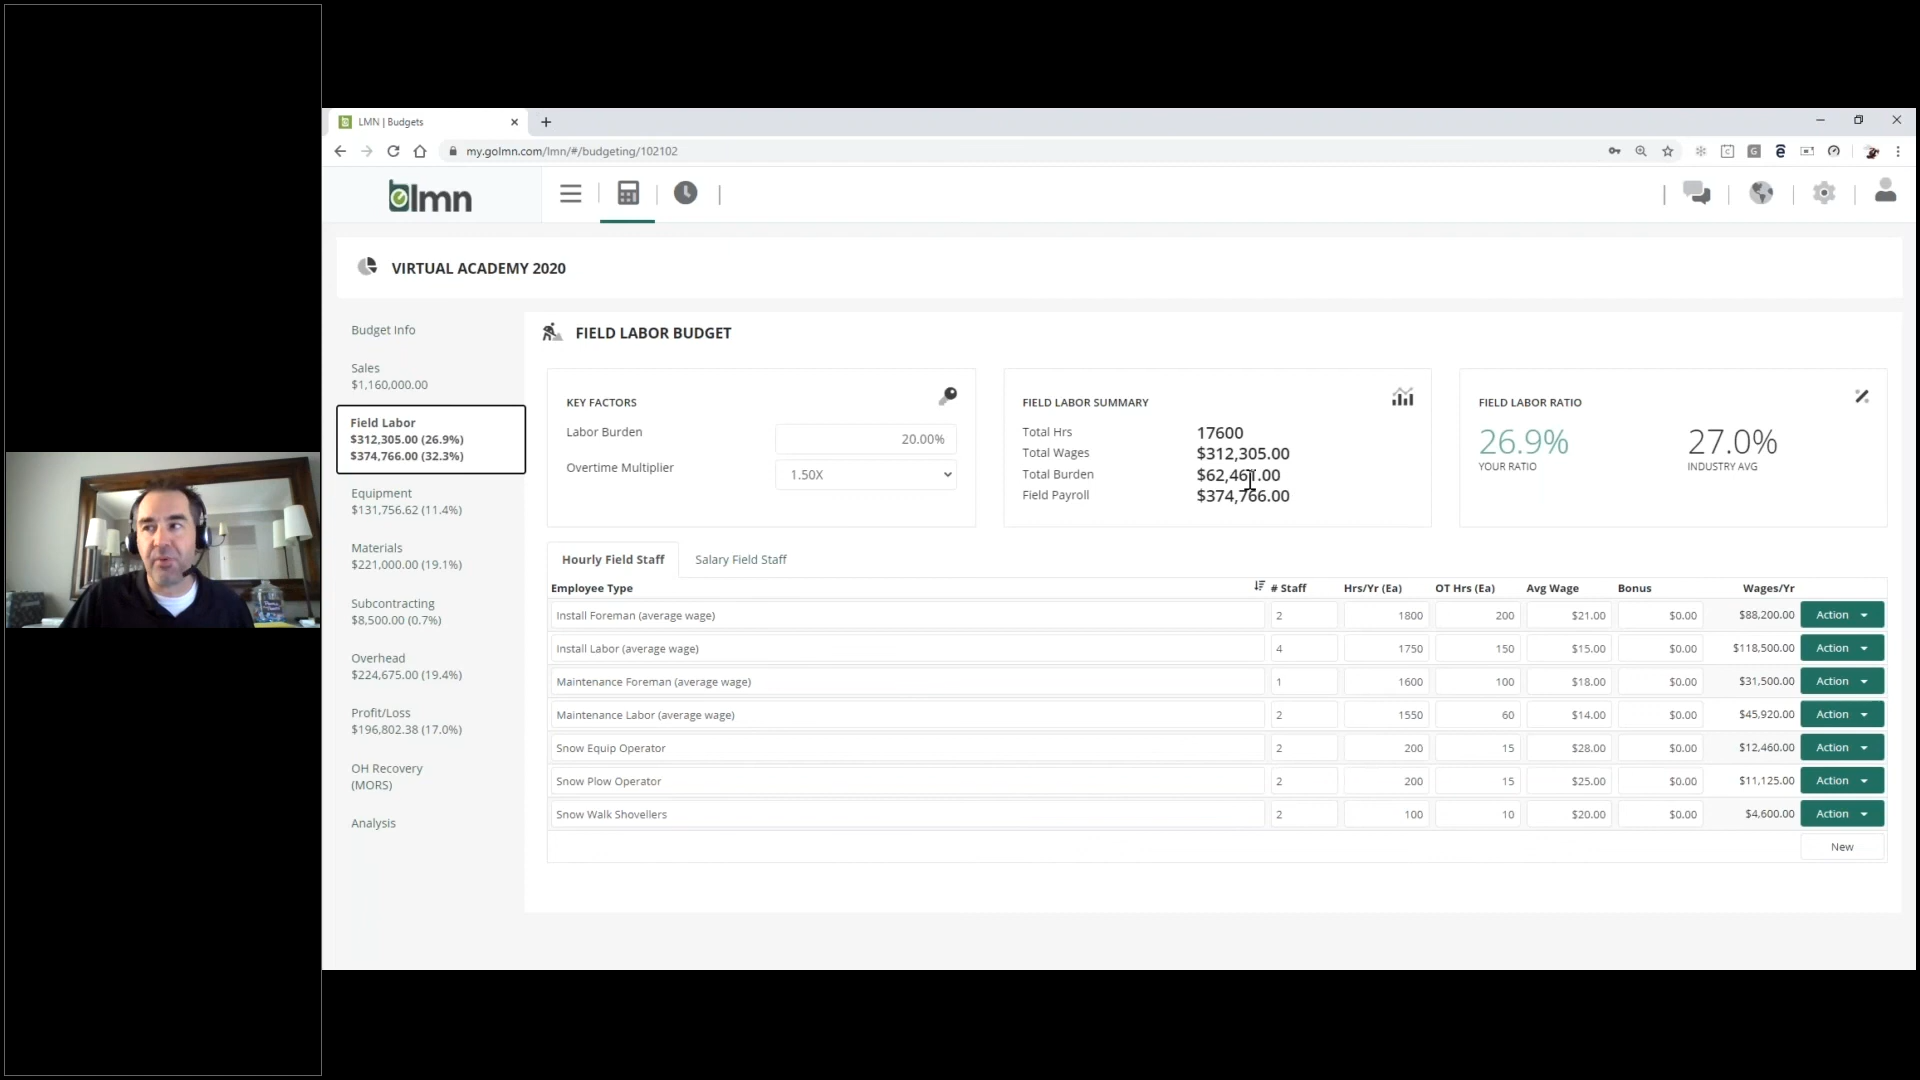 LMN | Budgets
my.golmn.com/lmn/#/budgeting/102102
lmn
VIRTUAL ACADEMY 2020
Budget Info
Sales
$1,160,000.00
Field Labor
$312,305.00 (26.9%)
$374,766.00 (32.3%)
Equipment
$131,756.62 (11.4%)
Materials
$221,000.00 (19.1%)
Subcontracting
$8,500.00 (0.7%)
Overhead
$224,675.00 (19.4%)
Profit/Loss
$196,802.38 (17.0%)
OH Recovery
(MORS)
Analysis
FIELD LABOR BUDGET
KEY FACTORS
Labor Burden 20.00%
Overtime Multiplier 1.50X
FIELD LABOR SUMMARY
Total Hrs 17600
Total Wages $312,305.00
Total Burden $62,461.00
Field Payroll $374,766.00
FIELD LABOR RATIO
26.9% 27.0%
YOUR RATIO INDUSTRY AVG
Hourly Field Staff Salary Field Staff
Employee Type # Staff Hrs/Yr (Ea) OT Hrs (Ea) Avg Wage Bonus Wages/Yr
Install Foreman (average wage) 2 1800 200 $21.00 $0.00 $88,200.00 Action
Install Labor (average wage) 4 1750 150 $15.00 $0.00 $118,500.00 Action
Maintenance Foreman (average wage) 1 1600 100 $18.00 $0.00 $31,500.00 Action
Maintenance Labor (average wage) 2 1550 60 $14.00 $0.00 $45,920.00 Action
Snow Equip Operator 2 200 15 $28.00 $0.00 $12,460.00 Action
Snow Plow Operator 2 200 15 $25.00 $0.00 $11,125.00 Action
Snow Walk Shovellers 2 100 10 $20.00 $0.00 $4,600.00 Action
New